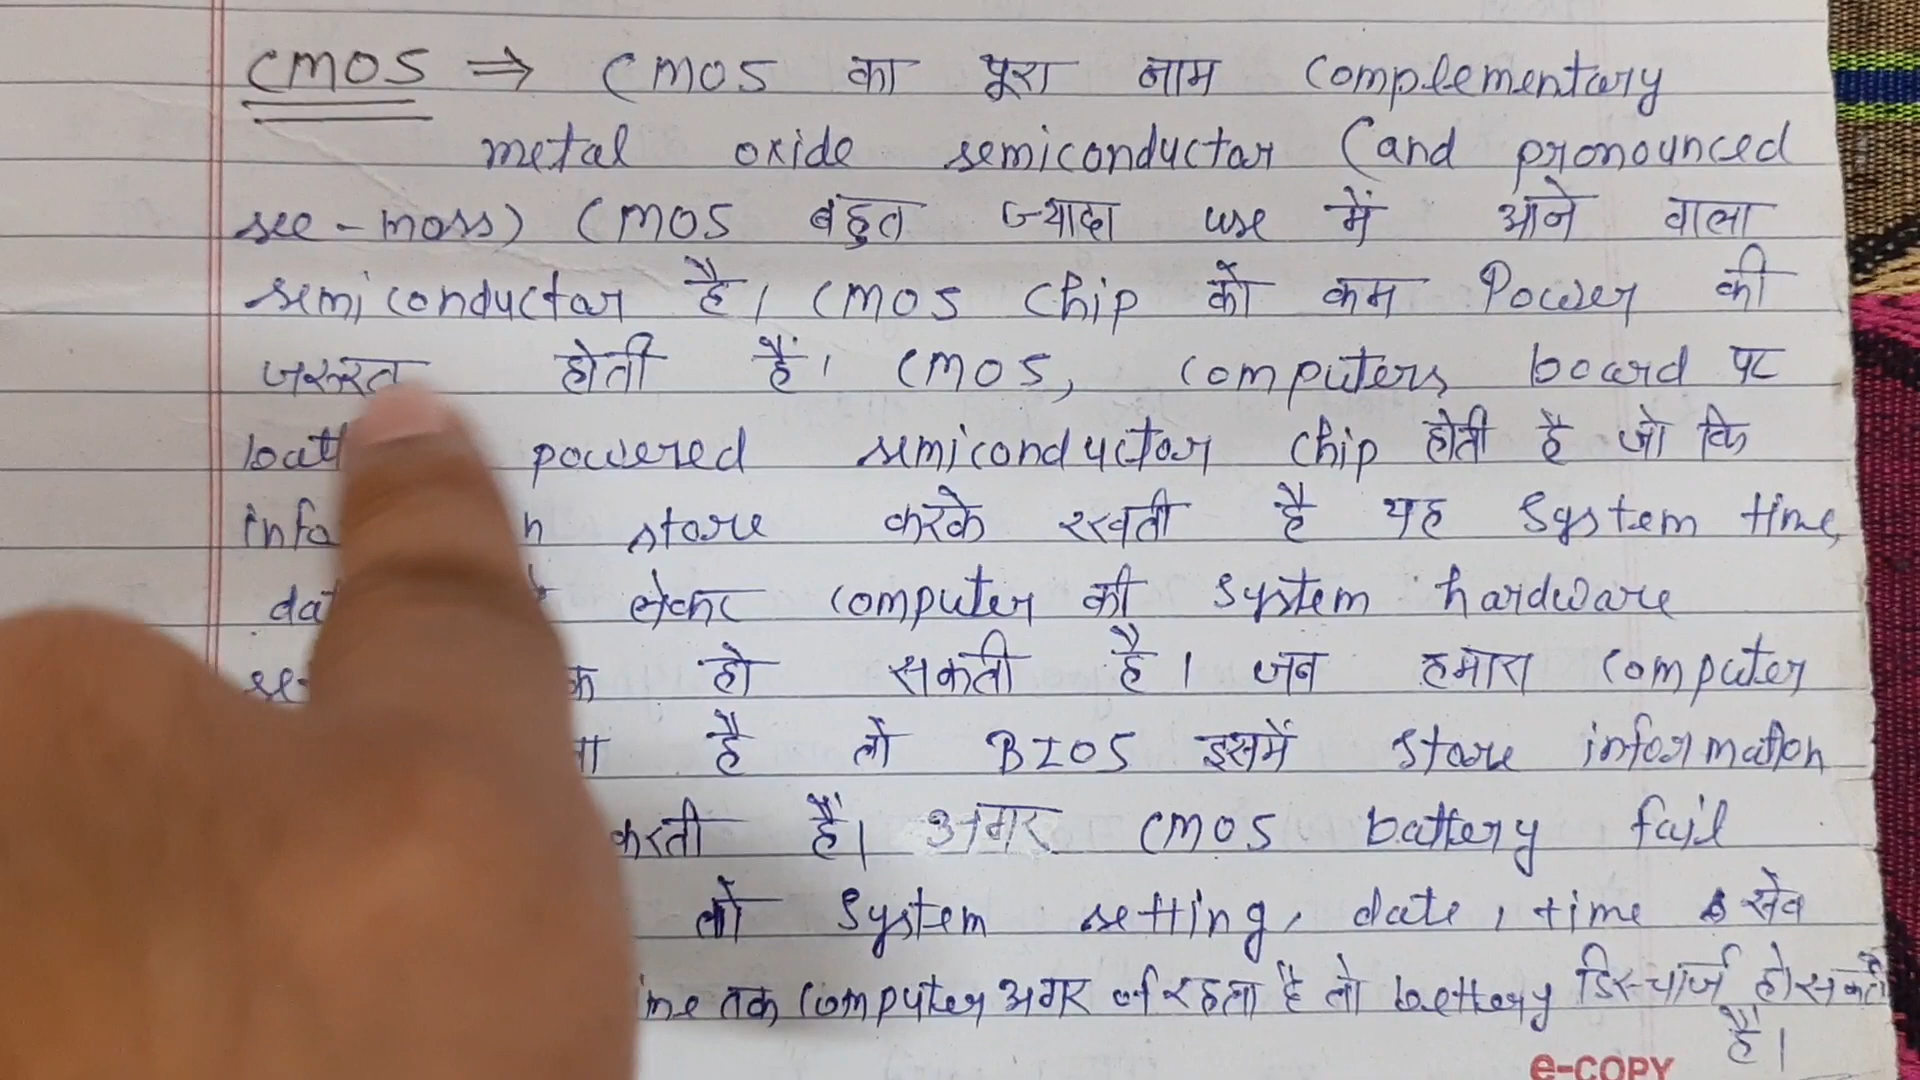 CMOS ⇒ CMOS का पूरा नाम Complementary
metal oxide semiconductor (and pronounced
see-moss) CMOS बहुत ज्यादा use में आने वाला
semiconductor है। CMOS chip को कम Power की
जरूरत होती है। CMOS, computers board पर
powered semiconductor chip होती है जो कि
store करके रखती है यह system time,
लेकर computer की system hardware
हो सकती है। जब हमारा computer
है तो BIOS इसमें store information
करती है। अगर CMOS battery fail
तो system setting, date, time सेव
तक computer अगर off रहता है तो bettery डिस्चार्ज हो सकती
है।
e-COPY